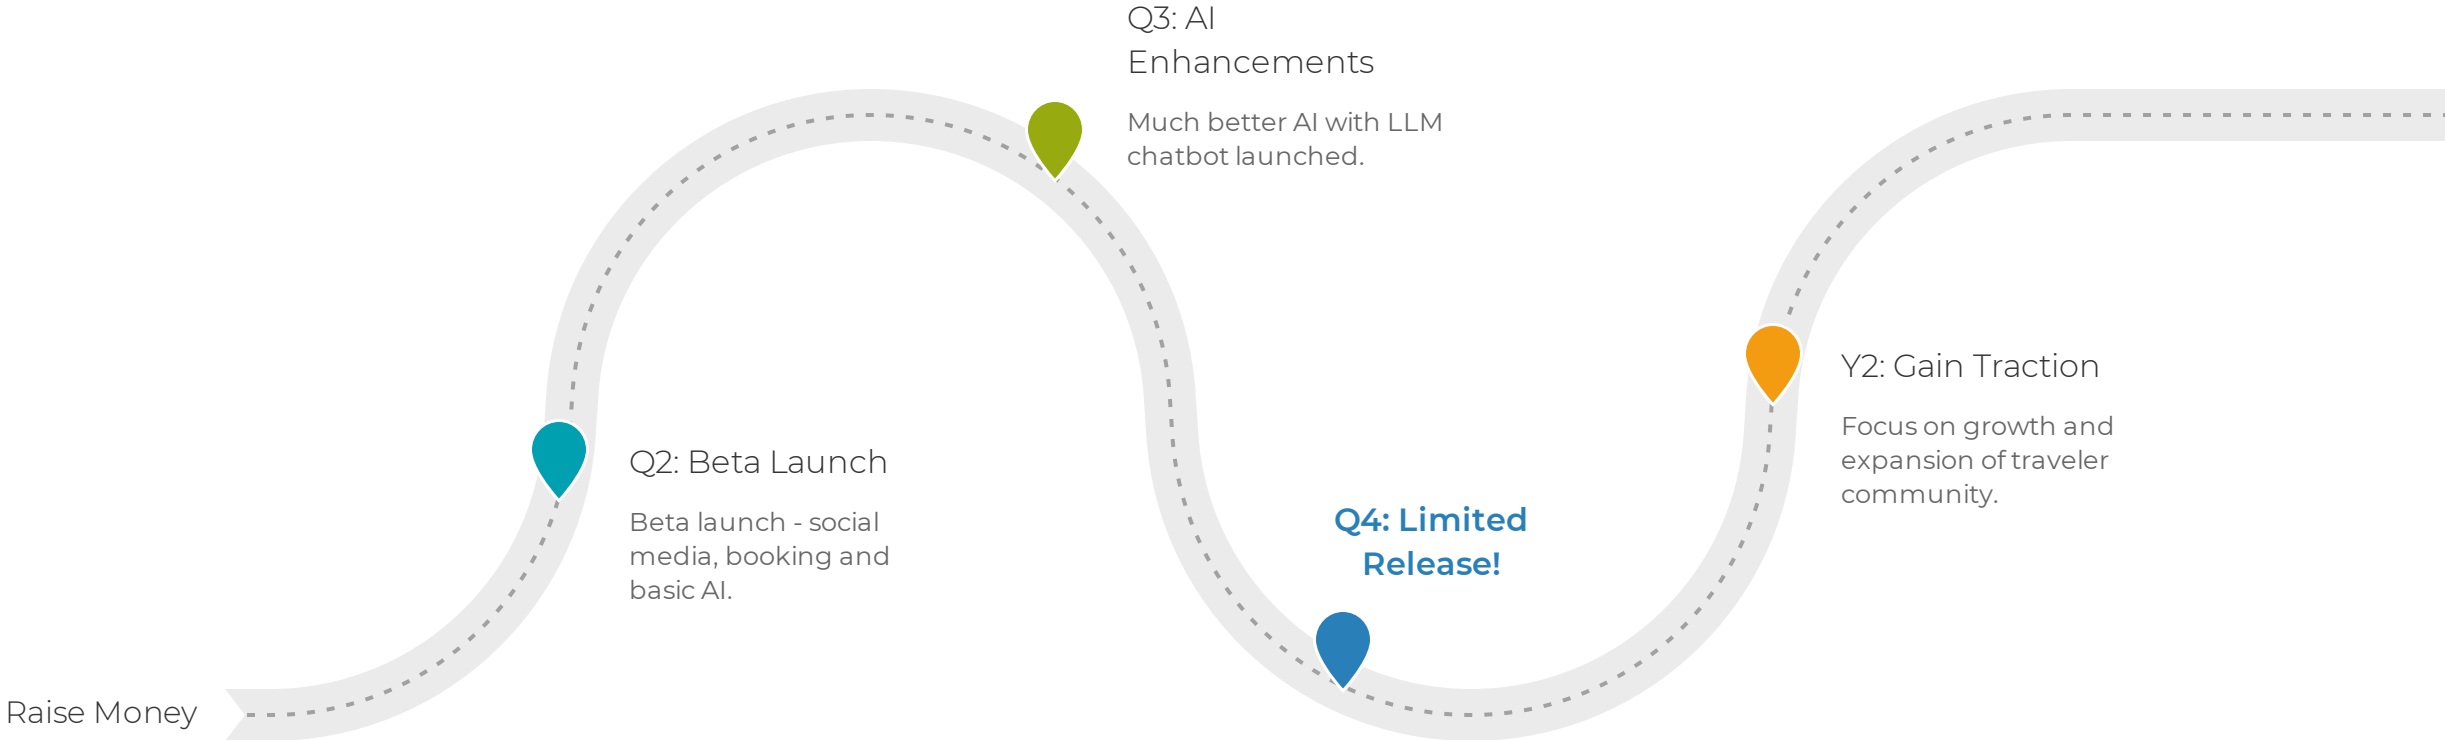 Raise Money
Q2: Beta Launch
Beta launch - social
media, booking and
basic AI.
Q3: AI
Enhancements
Much better AI with LLM
chatbot launched.
Q4: Limited
Release!
Y2: Gain Traction
Focus on growth and
expansion of traveler
community.